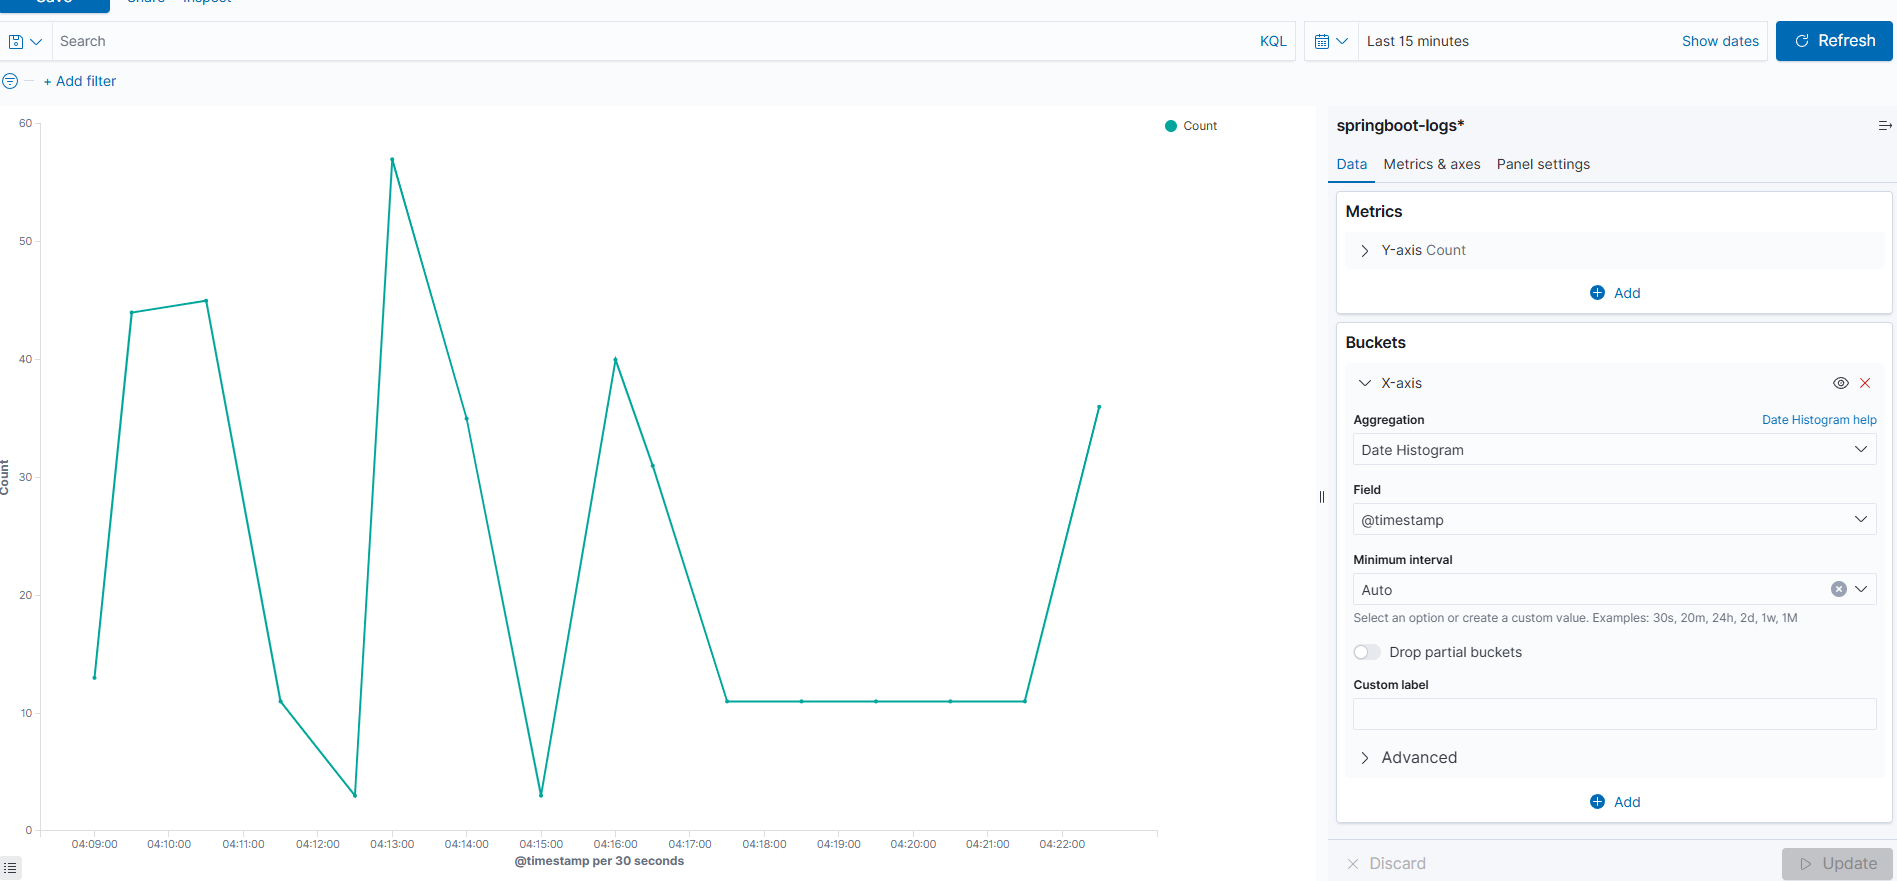 Save Share Inspect
Search KQL Last 15 minutes Show dates Refresh
+ Add filter
Count
60
50
40
30
20
10
0
Count
04:09:00 04:10:00 04:11:00 04:12:00 04:13:00 04:14:00 04:15:00 04:16:00 04:17:00 04:18:00 04:19:00 04:20:00 04:21:00 04:22:00
@timestamp per 30 seconds
springboot-logs*
Data Metrics & axes Panel settings
Metrics
Y-axis Count
Add
Buckets
X-axis
Aggregation Date Histogram help
Date Histogram
Field
@timestamp
Minimum interval
Auto
Select an option or create a custom value. Examples: 30s, 20m, 24h, 2d, 1w, 1M
Drop partial buckets
Custom label
Advanced
Add
Discard Update